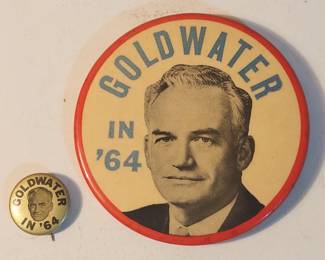 GOLDWATER
IN
'64
GOLDWATER
IN '64